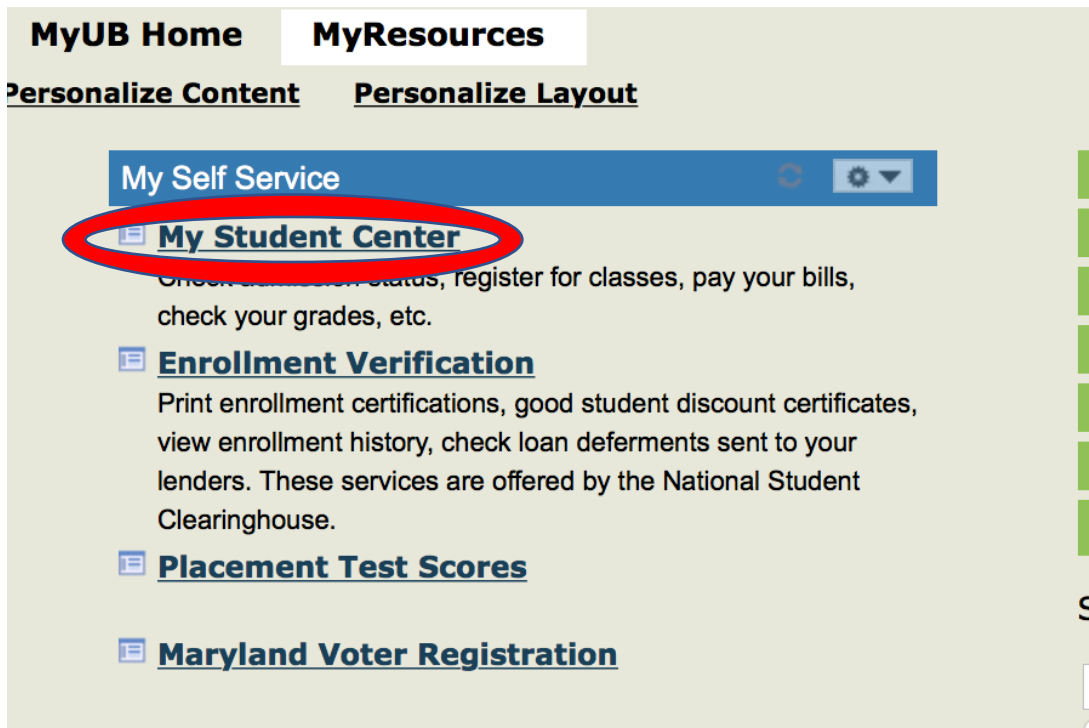 MyUB Home MyResources
Personalize Content Personalize Layout
My Self Service
My Student Center
Check admission status, register for classes, pay your bills,
check your grades, etc.
Enrollment Verification
Print enrollment certifications, good student discount certificates,
view enrollment history, check loan deferments sent to your
lenders. These services are offered by the National Student
Clearinghouse.
Placement Test Scores
Maryland Voter Registration